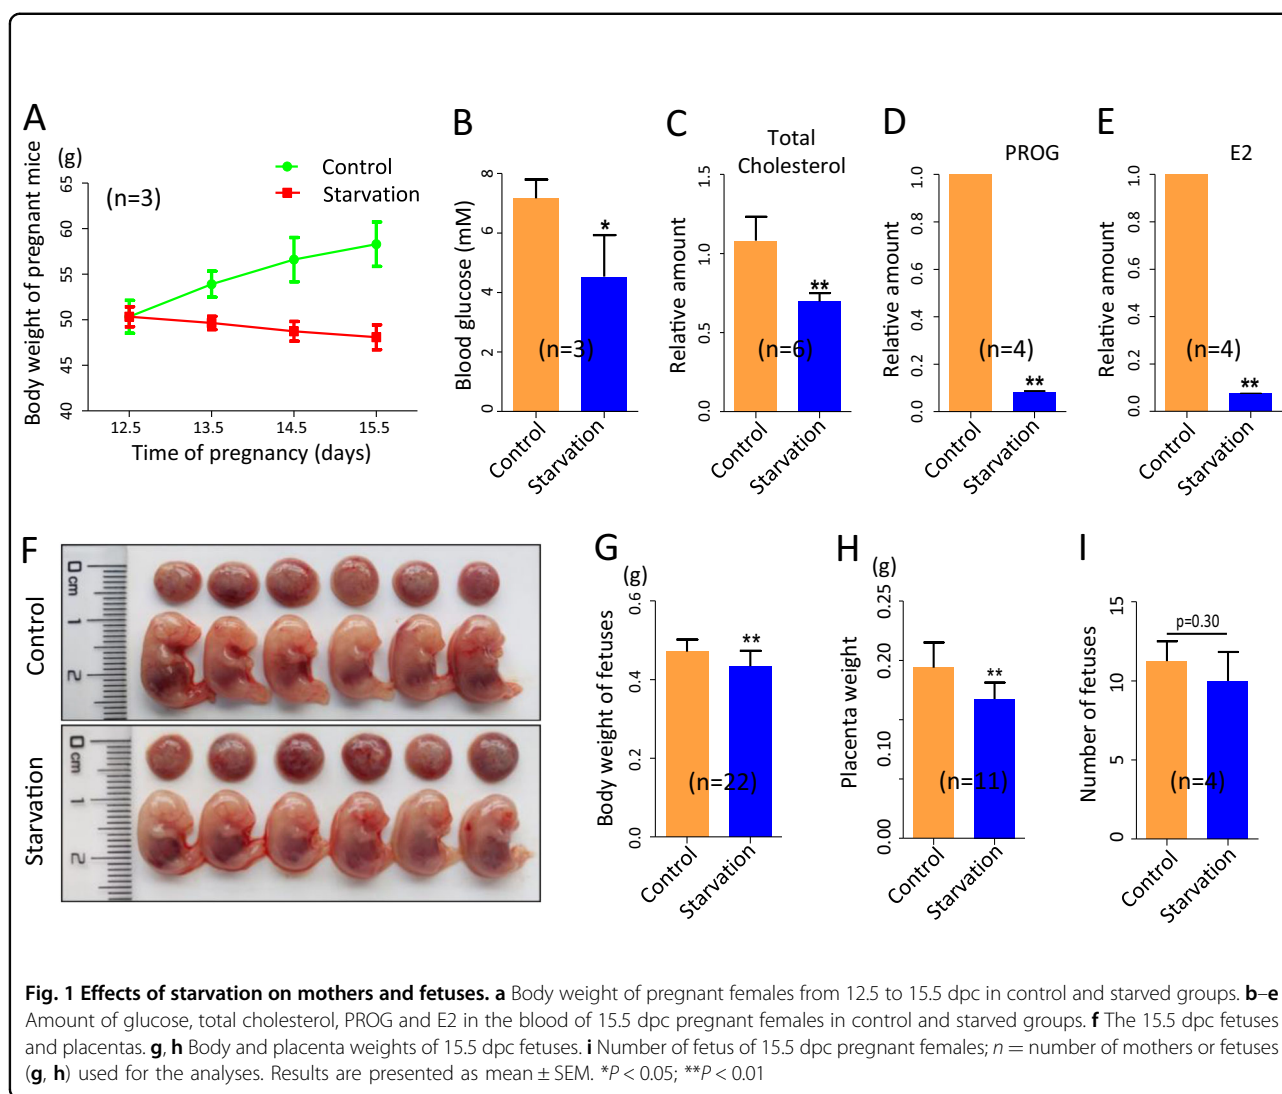 A
(g)
Body weight of pregnant mice
65
60
55
50
45
40
(n=3)
Control
Starvation
12.5 13.5 14.5 15.5
Time of pregnancy (days)
B
Blood glucose (mM)
8
6
4
2
0
*
(n=3)
Control
Starvation
C
Total
Cholesterol
Relative amount
1.5
1.0
0.5
0.0
**
(n=6)
Control
Starvation
D
PROG
Relative amount
1.0
0.8
0.6
0.4
0.2
0.0
(n=4)
**
Control
Starvation
E
E2
Relative amount
1.0
0.8
0.6
0.4
0.2
0.0
(n=4)
**
Control
Starvation
F
Control
0 cm
1
2
Starvation
0 cm
1
2
G
(g)
Body weight of fetuses
0.6
0.4
0.2
0.0
**
(n=22)
Control
Starvation
H
(g)
Placenta weight
0.25
0.20
0.10
0.00
**
(n=11)
Control
Starvation
I
Number of fetuses
15
10
5
0
p=0.30
(n=4)
Control
Starvation
Fig. 1 Effects of starvation on mothers and fetuses. a Body weight of pregnant females from 12.5 to 15.5 dpc in control and starved groups. b–e
Amount of glucose, total cholesterol, PROG and E2 in the blood of 15.5 dpc pregnant females in control and starved groups. f The 15.5 dpc fetuses
and placentas. g, h Body and placenta weights of 15.5 dpc fetuses. i Number of fetus of 15.5 dpc pregnant females; n = number of mothers or fetuses
(g, h) used for the analyses. Results are presented as mean ± SEM. *P < 0.05; **P < 0.01